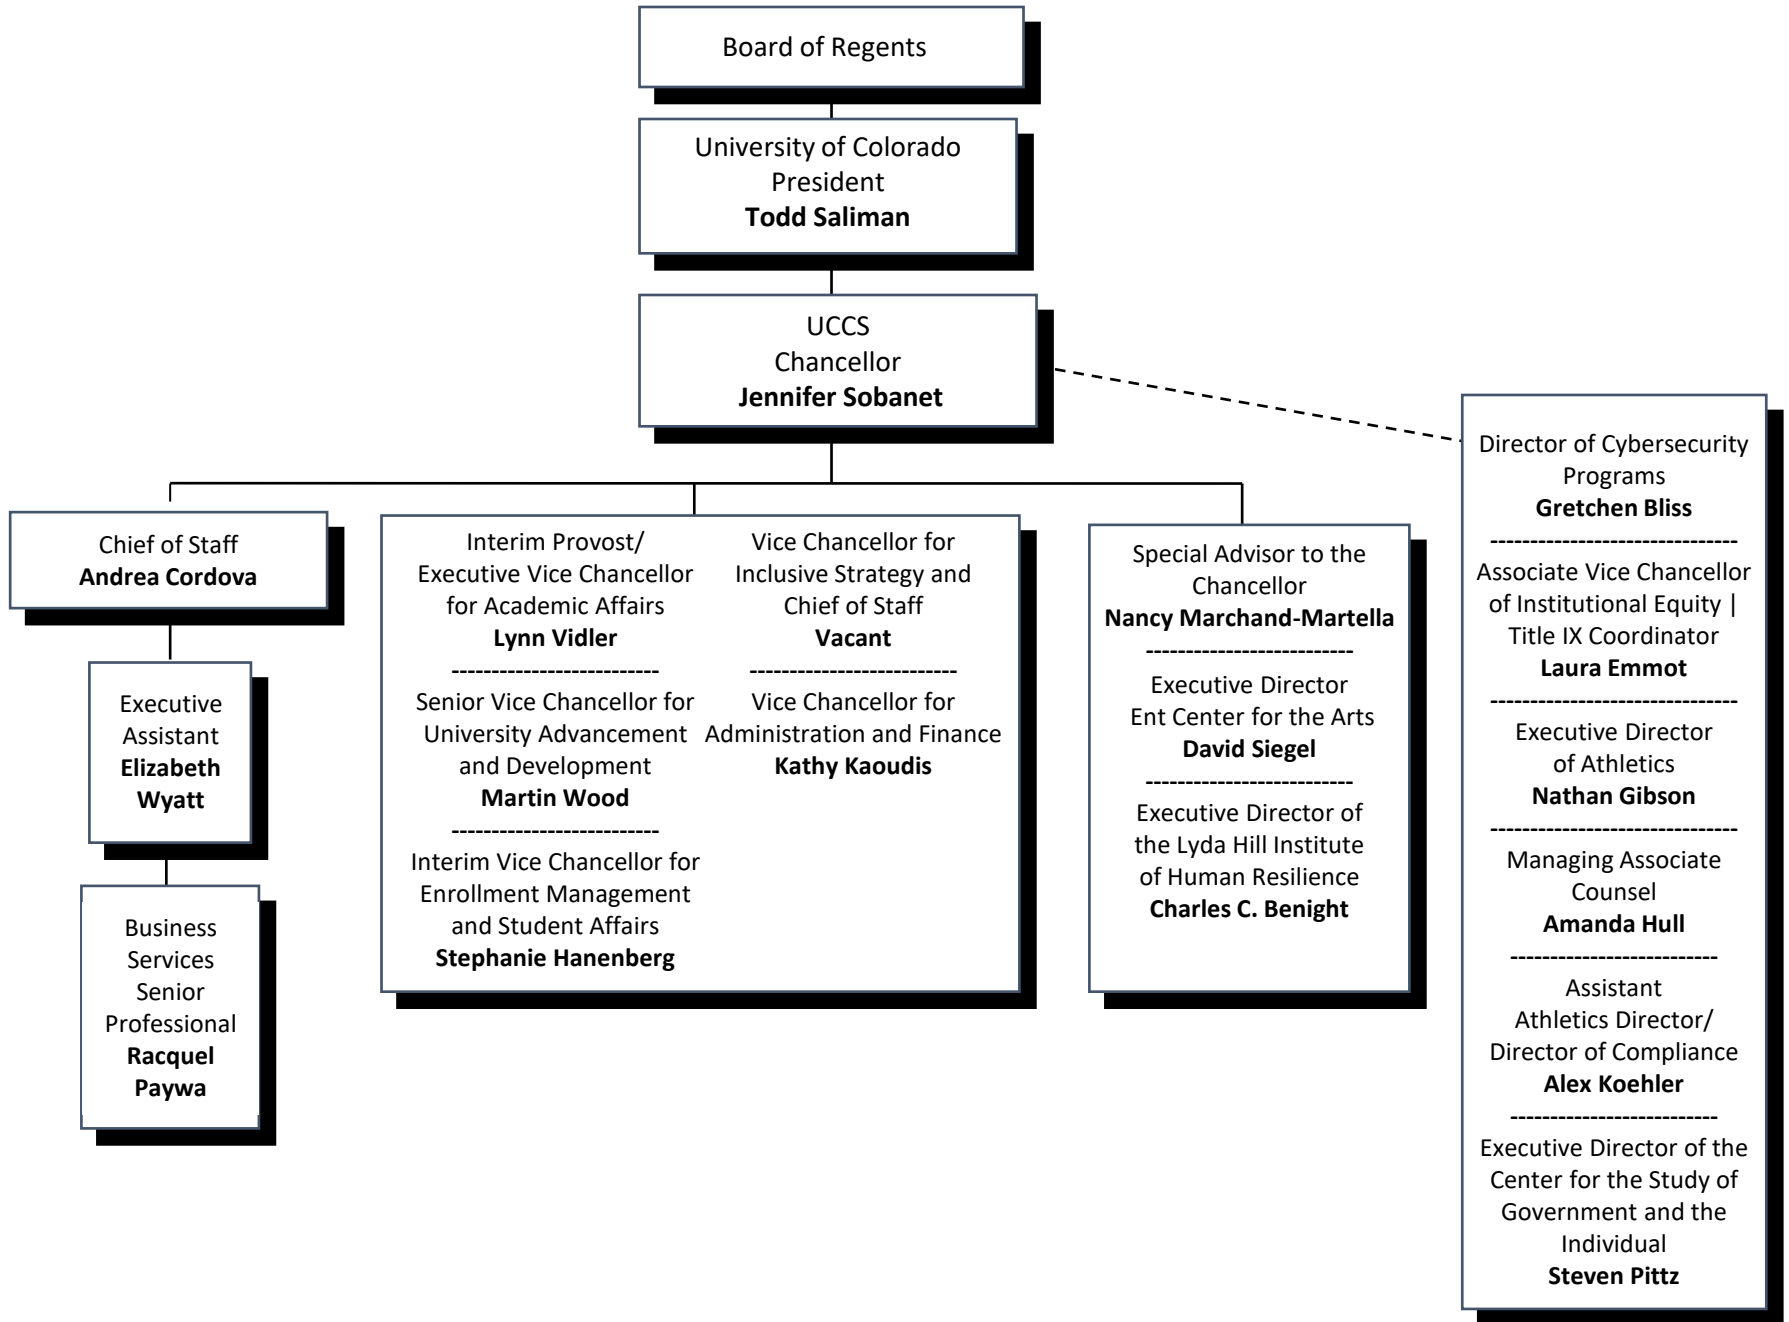 Board of Regents
University of Colorado
President
Todd Saliman
UCCS
Chancellor
Jennifer Sobanet
Chief of Staff
Andrea Cordova
Executive
Assistant
Elizabeth
Wyatt
Business
Services
Senior
Professional
Racquel
Paywa
Interim Provost/
Executive Vice Chancellor
for Academic Affairs
Lynn Vidler
--------------------------
Senior Vice Chancellor for
University Advancement
and Development
Martin Wood
--------------------------
Interim Vice Chancellor for
Enrollment Management
and Student Affairs
Stephanie Hanenberg
Vice Chancellor for
Inclusive Strategy and
Chief of Staff
Vacant
--------------------------
Vice Chancellor for
Administration and Finance
Kathy Kaoudis
Special Advisor to the
Chancellor
Nancy Marchand-Martella
--------------------------
Executive Director
Ent Center for the Arts
David Siegel
--------------------------
Executive Director of
the Lyda Hill Institute
of Human Resilience
Charles C. Benight
Director of Cybersecurity
Programs
Gretchen Bliss
-------------------------------
Associate Vice Chancellor
of Institutional Equity |
Title IX Coordinator
Laura Emmot
-------------------------------
Executive Director
of Athletics
Nathan Gibson
-------------------------------
Managing Associate
Counsel
Amanda Hull
--------------------------
Assistant
Athletics Director/
Director of Compliance
Alex Koehler
--------------------------
Executive Director of the
Center for the Study of
Government and the
Individual
Steven Pittz